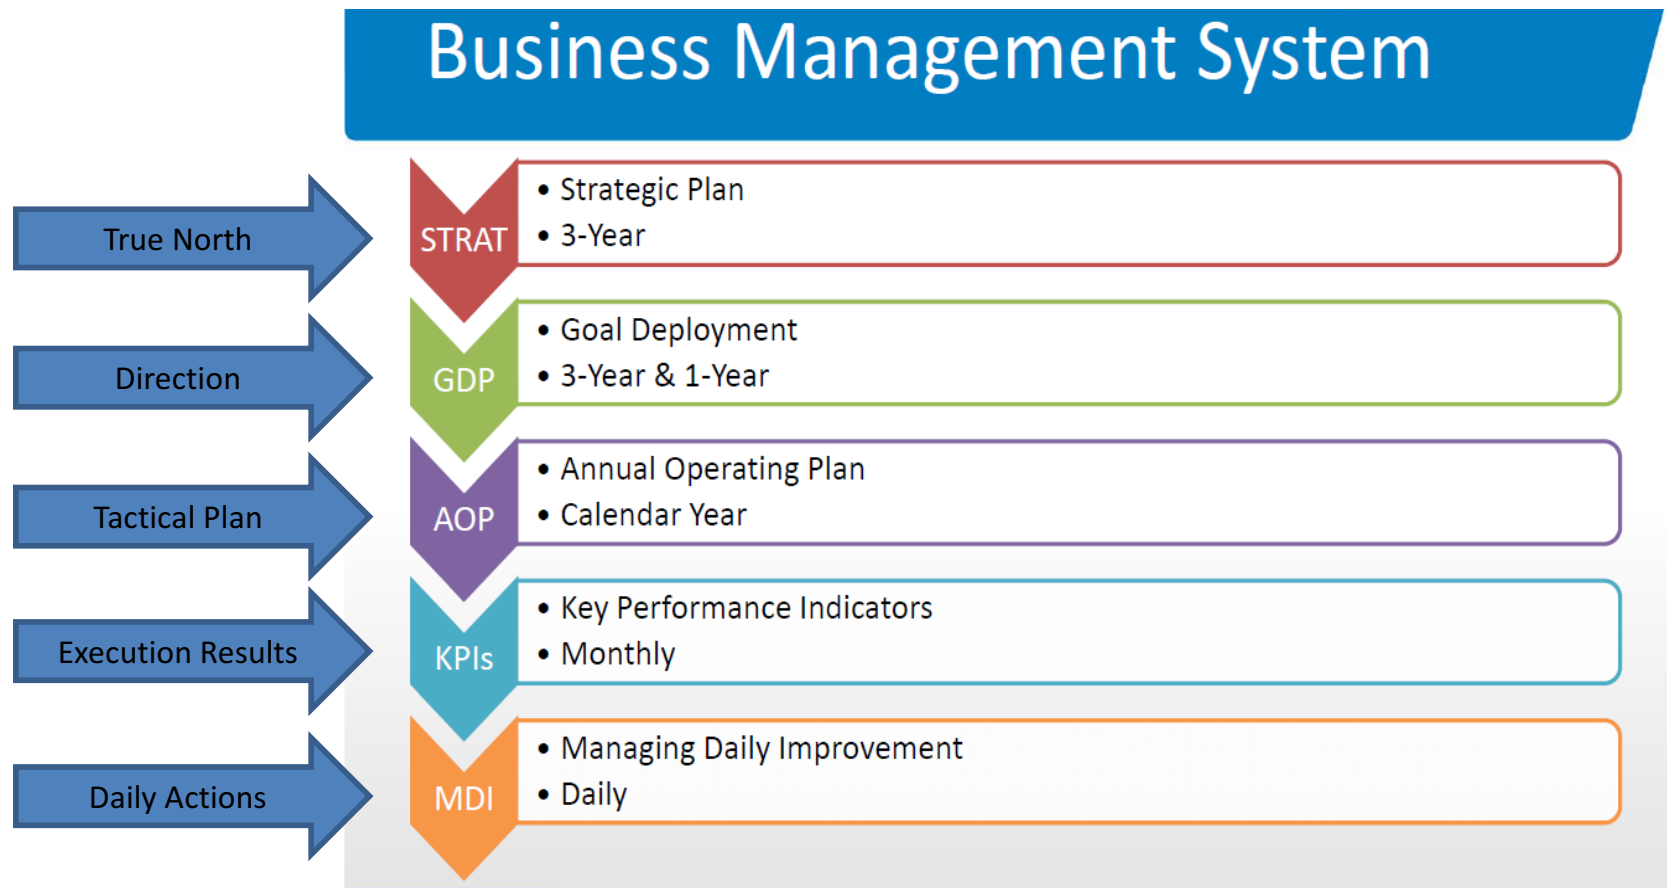 Business Management System
True North
STRAT
• Strategic Plan
• 3-Year
Direction
GDP
• Goal Deployment
• 3-Year & 1-Year
Tactical Plan
AOP
• Annual Operating Plan
• Calendar Year
Execution Results
KPIs
• Key Performance Indicators
• Monthly
Daily Actions
MDI
• Managing Daily Improvement
• Daily